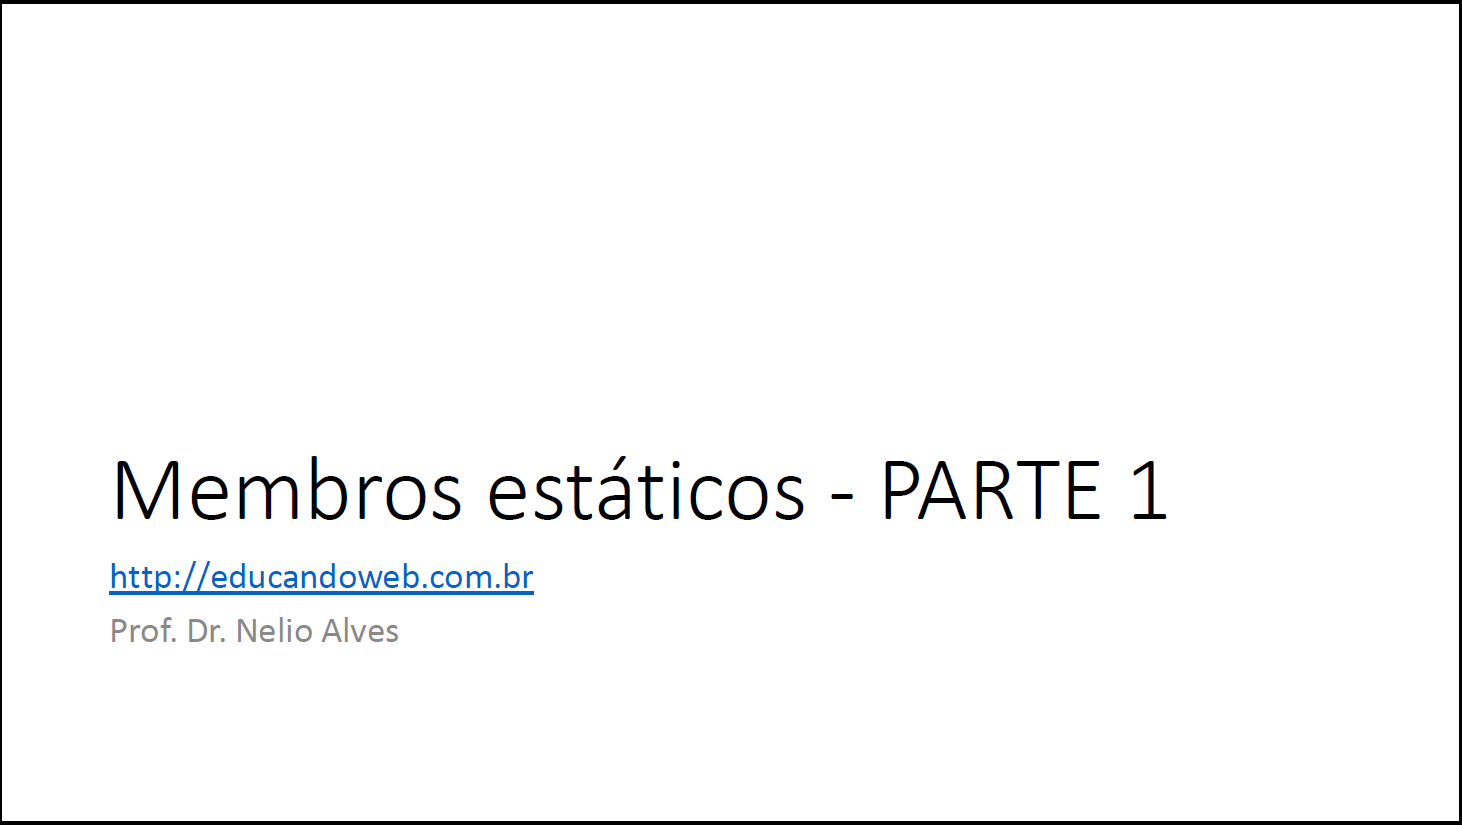 Membros estáticos - PARTE 1
http://educandoweb.com.br
Prof. Dr. Nelio Alves